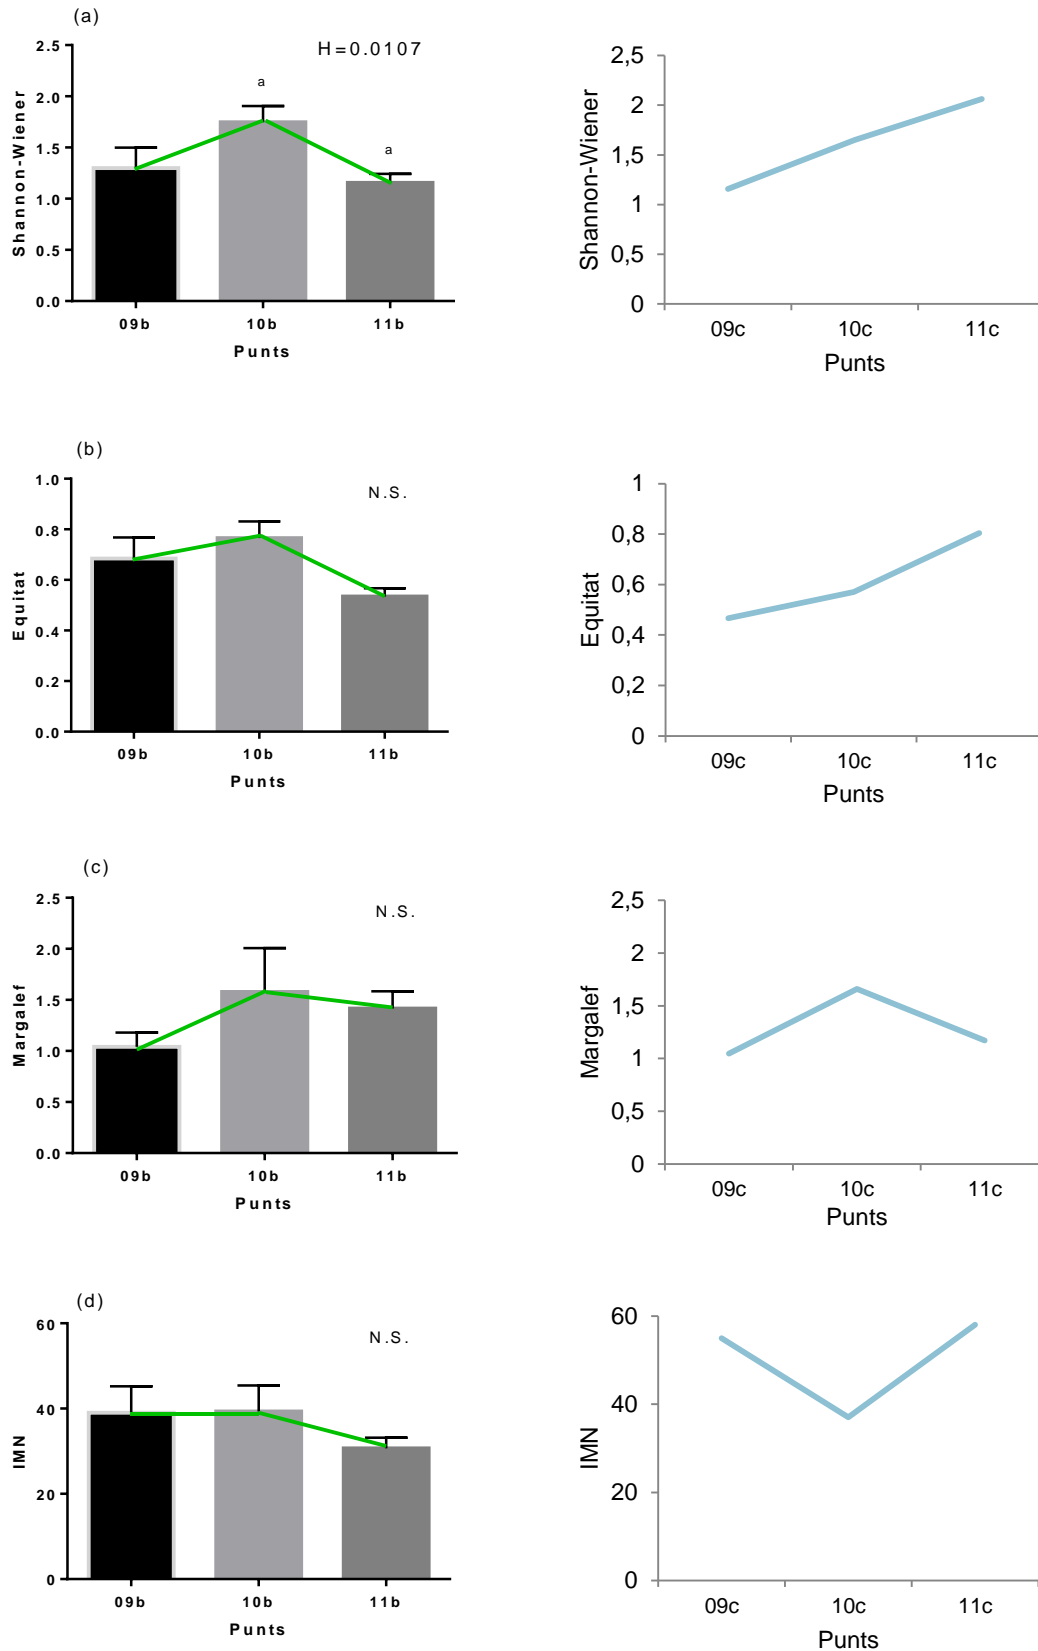 (a)
H=0.0107
Shannon-Wiener
2.5
2.0
1.5
1.0
0.5
0.0
a
a
09b 10b 11b
Punts
Shannon-Wiener
2,5
2
1,5
1
0,5
0
09c 10c 11c
Punts
(b)
N.S.
Equitat
1.0
0.8
0.6
0.4
0.2
0.0
09b 10b 11b
Punts
Equitat
1
0,8
0,6
0,4
0,2
0
09c 10c 11c
Punts
(c)
N.S.
Margalef
2.5
2.0
1.5
1.0
0.5
0.0
09b 10b 11b
Punts
Margalef
2,5
2
1,5
1
0,5
0
09c 10c 11c
Punts
(d)
N.S.
IMN
60
40
20
0
09b 10b 11b
Punts
IMN
60
40
20
0
09c 10c 11c
Punts